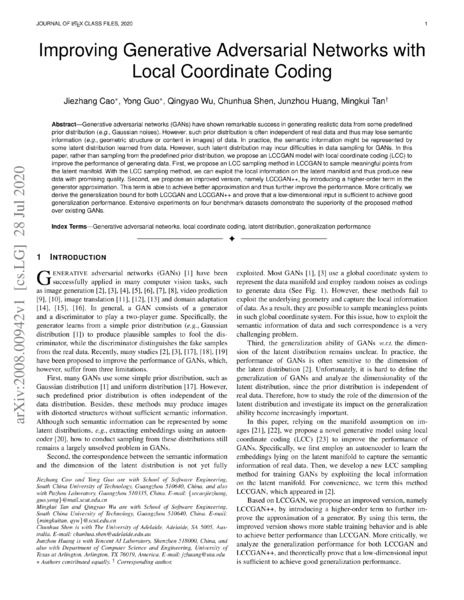 JOURNAL OF LATEX CLASS FILES, 2020
1
Improving Generative Adversarial Networks with
Local Coordinate Coding
Jiezhang Cao*, Yong Guo*, Qingyao Wu, Chunhua Shen, Junzhou Huang, Mingkui Tan†
Abstract—Generative adversarial networks (GANs) have shown remarkable success in generating realistic data from some predefined
prior distribution (e.g., Gaussian noises). However, such prior distribution is often independent of real data and thus may lose semantic
information (e.g., geometric structure or content in images) of data. In practice, the semantic information might be represented by
some latent distribution learned from data. However, such latent distribution may incur difficulties in data sampling for GANs. In this
paper, rather than sampling from the predefined prior distribution, we propose an LCCGAN model with local coordinate coding (LCC) to
improve the performance of generating data. First, we propose an LCC sampling method in LCCGAN to sample meaningful points from
the latent manifold. With the LCC sampling method, we can exploit the local information on the latent manifold and thus produce new
data with promising quality. Second, we propose an improved version, namely LCCGAN++, by introducing a higher-order term in the
generator approximation. This term is able to achieve better approximation and thus further improve the performance. More critically, we
derive the generalization bound for both LCCGAN and LCCGAN++ and prove that a low-dimensional input is sufficient to achieve good
generalization performance. Extensive experiments on four benchmark datasets demonstrate the superiority of the proposed method
over existing GANs.
Index Terms—Generative adversarial networks, local coordinate coding, latent distribution, generalization performance
1 INTRODUCTION
GENERATIVE adversarial networks (GANs) [1] have been
successfully applied in many computer vision tasks, such
as image generation [2], [3], [4], [5], [6], [7], [8], video prediction
[9], [10], image translation [11], [12], [13] and domain adaptation
[14], [15], [16]. In general, a GAN consists of a generator
and a discriminator to play a two-player game. Specifically, the
generator learns from a simple prior distribution (e.g., Gaussian
distribution [1]) to produce plausible samples to fool the dis-
criminator, while the discriminator distinguishes the fake samples
from the real data. Recently, many studies [2], [3], [17], [18], [19]
have been proposed to improve the performance of GANs, which,
however, suffer from three limitations.
First, many GANs use some simple prior distribution, such as
Gaussian distribution [1] and uniform distribution [17]. However,
such predefined prior distribution is often independent of the
data distribution. Besides, these methods may produce images
with distorted structures without sufficient semantic information.
Although such semantic information can be represented by some
latent distributions, e.g., extracting embeddings using an autoen-
coder [20], how to conduct sampling from these distributions still
remains a largely unsolved problem in GANs.
Second, the correspondence between the semantic information
and the dimension of the latent distribution is not yet fully
Jiezhang Cao and Yong Guo are with School of Software Engineering,
South China University of Technology, Guangzhou 510640, China, and also
with Pazhou Laboratory, Guangzhou 510335, China. E-mail: {secaojiezhang,
guo.yong}@mail.scut.edu.cn
Mingkui Tan and Qingyao Wu are with School of Software Engineering,
South China University of Technology, Guangzhou 510640, China. E-mail:
{mingkuitan, qyw}@scut.edu.cn
Chunhua Shen is with The University of Adelaide, Adelaide, SA 5005, Aus-
tralia. E-mail: chunhua.shen@adelaide.edu.au
Junzhou Huang is with Tencent AI Laboratory, Shenzhen 518000, China, and
also with Department of Computer Science and Engineering, University of
Texas at Arlington, Arlington, TX 76019, America. E-mail: jzhuang@uta.edu
* Authors contributed equally. † Corresponding author.
exploited. Most GANs [1], [3] use a global coordinate system to
represent the data manifold and employ random noises as codings
to generate data (See Fig. 1). However, these methods fail to
exploit the underlying geometry and capture the local information
of data. As a result, they are possible to sample meaningless points
in such global coordinate system. For this issue, how to exploit the
semantic information of data and such correspondence is a very
challenging problem.
Third, the generalization ability of GANs w.r.t. the dimen-
sion of the latent distribution remains unclear. In practice, the
performance of GANs is often sensitive to the dimension of
the latent distribution [2]. Unfortunately, it is hard to define the
generalization of GANs and analyze the dimensionality of the
latent distribution, since the prior distribution is independent of
real data. Therefore, how to study the role of the dimension of the
latent distribution and investigate its impact on the generalization
ability become increasingly important.
In this paper, relying on the manifold assumption on im-
ages [21], [22], we propose a novel generative model using local
coordinate coding (LCC) [23] to improve the performance of
GANs. Specifically, we first employ an autoencoder to learn the
embeddings lying on the latent manifold to capture the semantic
information of real data. Then, we develop a new LCC sampling
method for training GANs by exploiting the local information
on the latent manifold. For convenience, we term this method
LCCGAN, which appeared in [2].
Based on LCCGAN, we propose an improved version, namely
LCCGAN++, by introducing a higher-order term to further im-
prove the approximation of a generator. By using this term, the
improved version shows more stable training behavior and is able
to achieve better performance than LCCGAN. More critically, we
analyze the generalization performance for both LCCGAN and
LCCGAN++, and theoretically prove that a low-dimensional input
is sufficient to achieve good generalization performance.
arXiv:2008.00942v1 [cs.LG] 28 Jul 2020